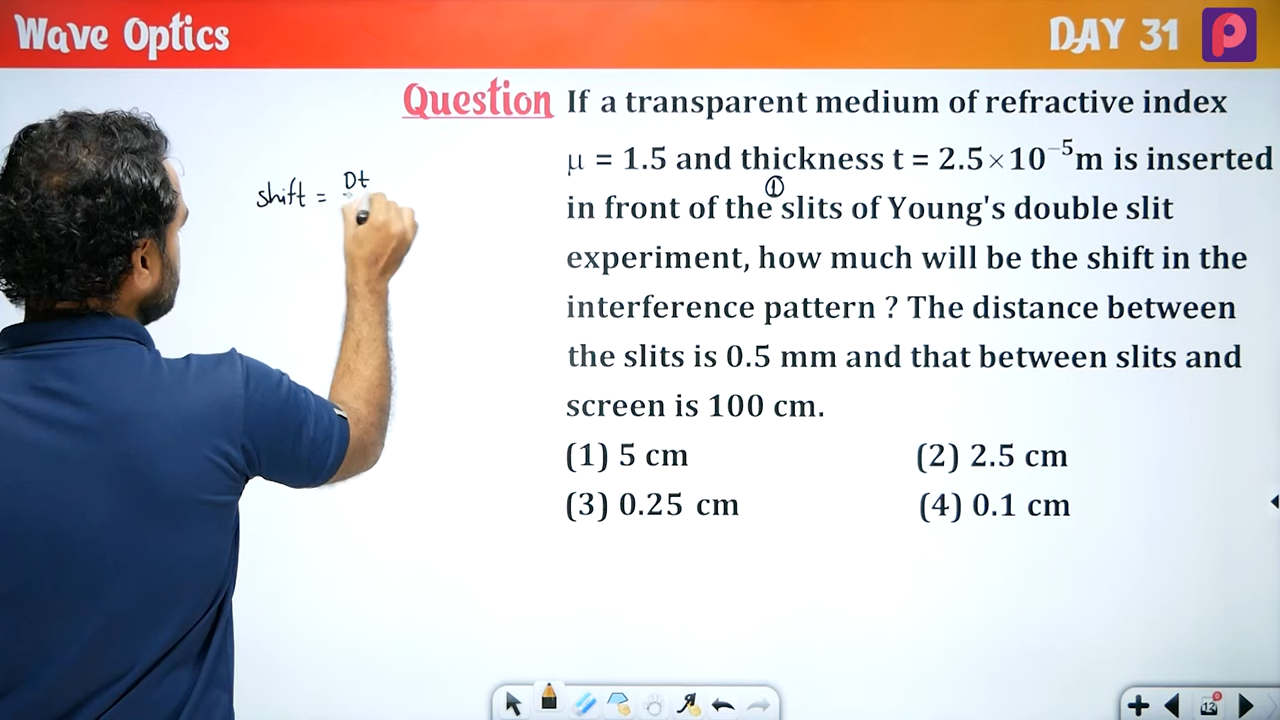 Wave Optics
DAY 31
Question If a transparent medium of refractive index
μ = 1.5 and thickness t = 2.5×10⁻⁵m is inserted
①
in front of the slits of Young's double slit
experiment, how much will be the shift in the
interference pattern ? The distance between
the slits is 0.5 mm and that between slits and
screen is 100 cm.
(1) 5 cm (2) 2.5 cm
(3) 0.25 cm (4) 0.1 cm
shift = Dt
12